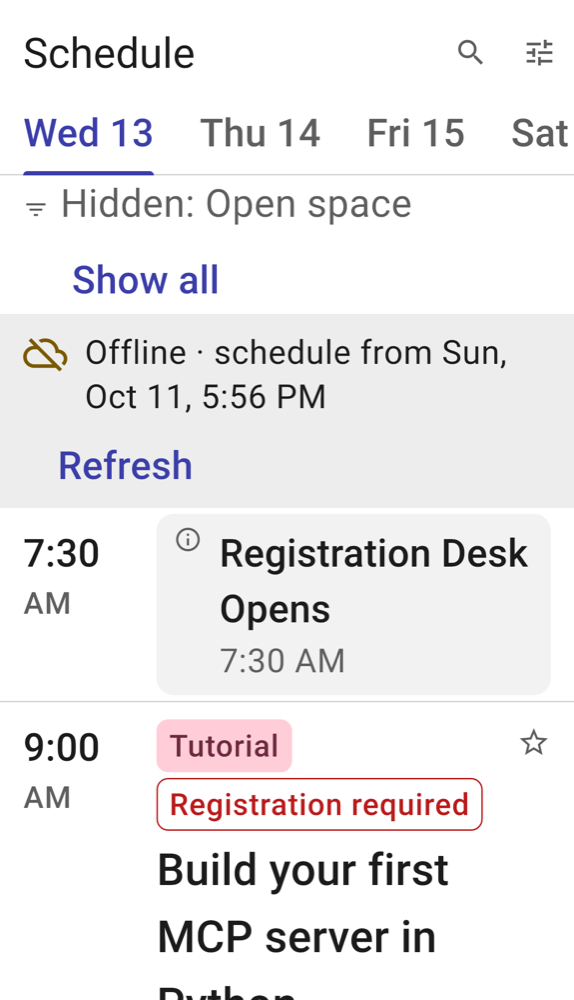 Schedule
Wed 13 Thu 14 Fri 15 Sat
Hidden: Open space
Show all
Offline · schedule from Sun,
Oct 11, 5:56 PM
Refresh
7:30
AM
Registration Desk
Opens
7:30 AM
9:00
AM
Tutorial
Registration required
Build your first
MCP server in
Python